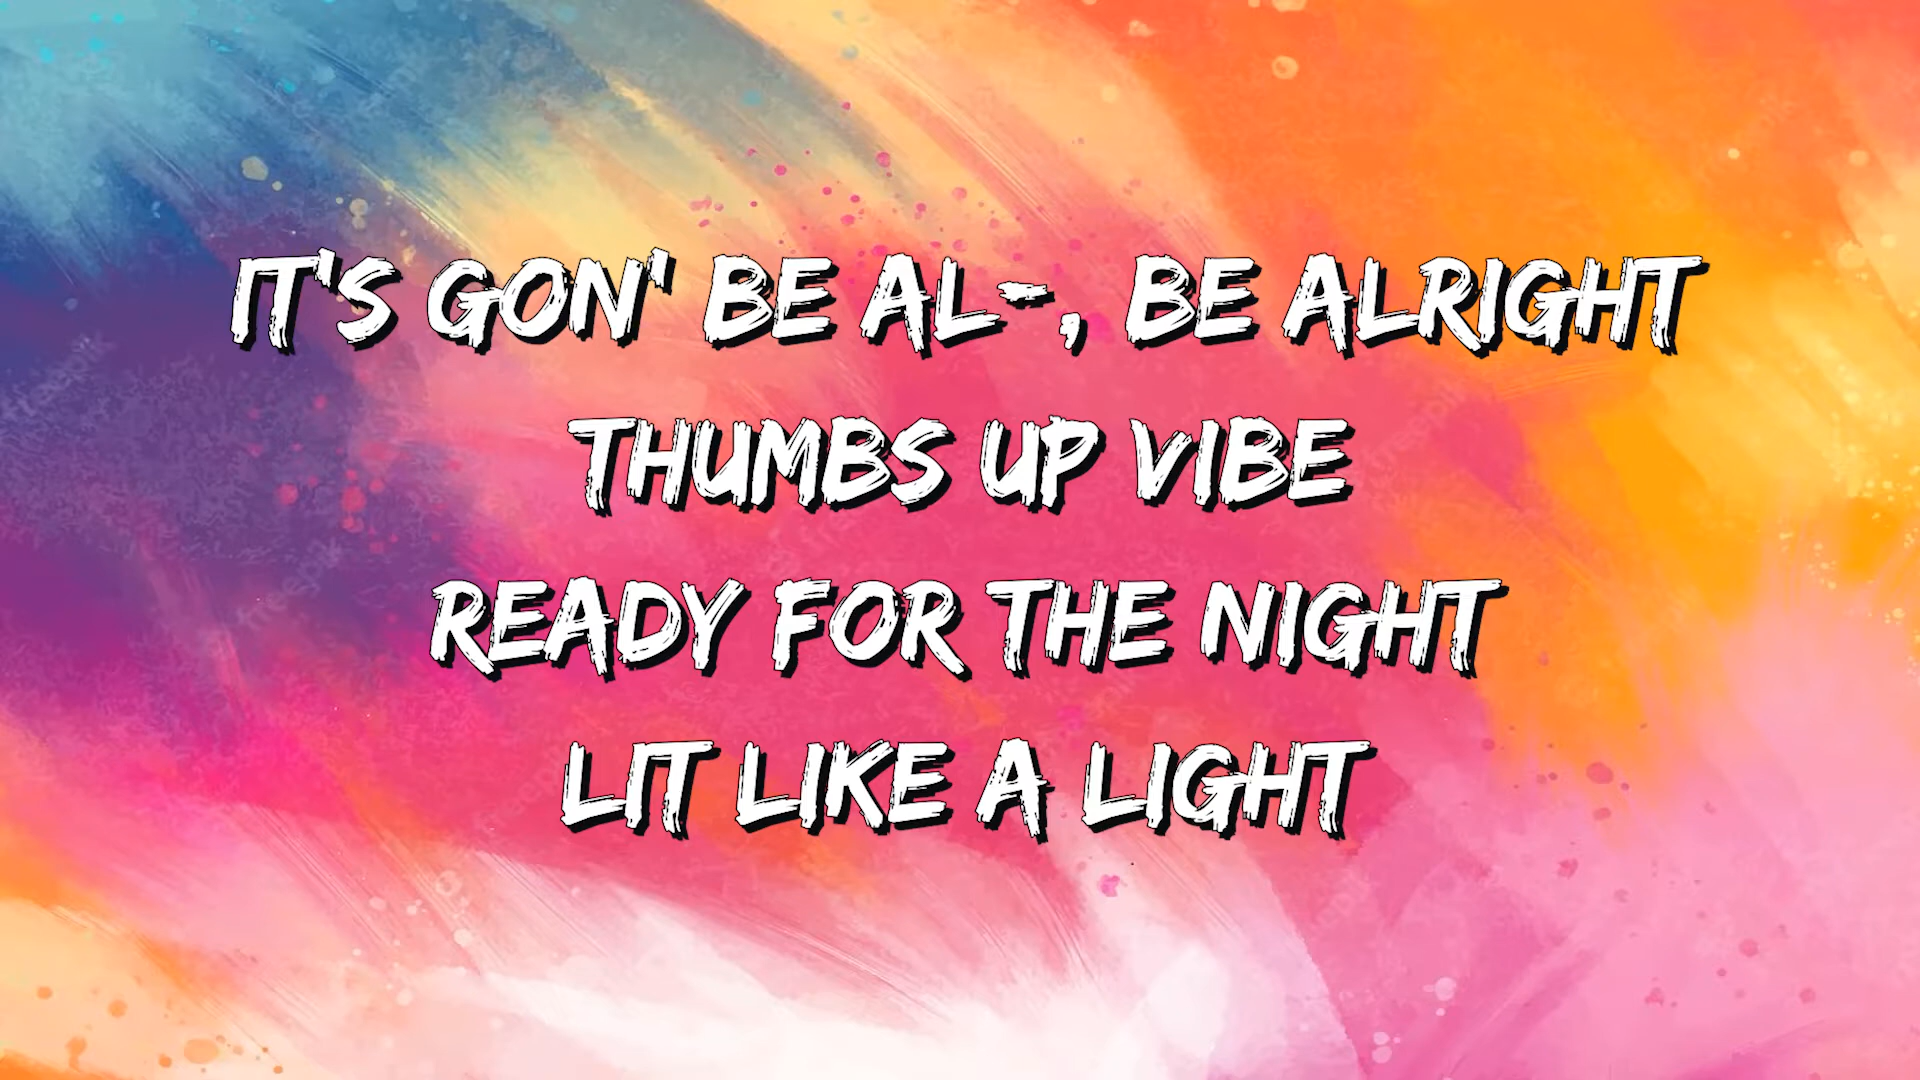 IT'S GON' BE AL-, BE ALRIGHT
THUMBS UP VIBE
READY FOR THE NIGHT
LIT LIKE A LIGHT